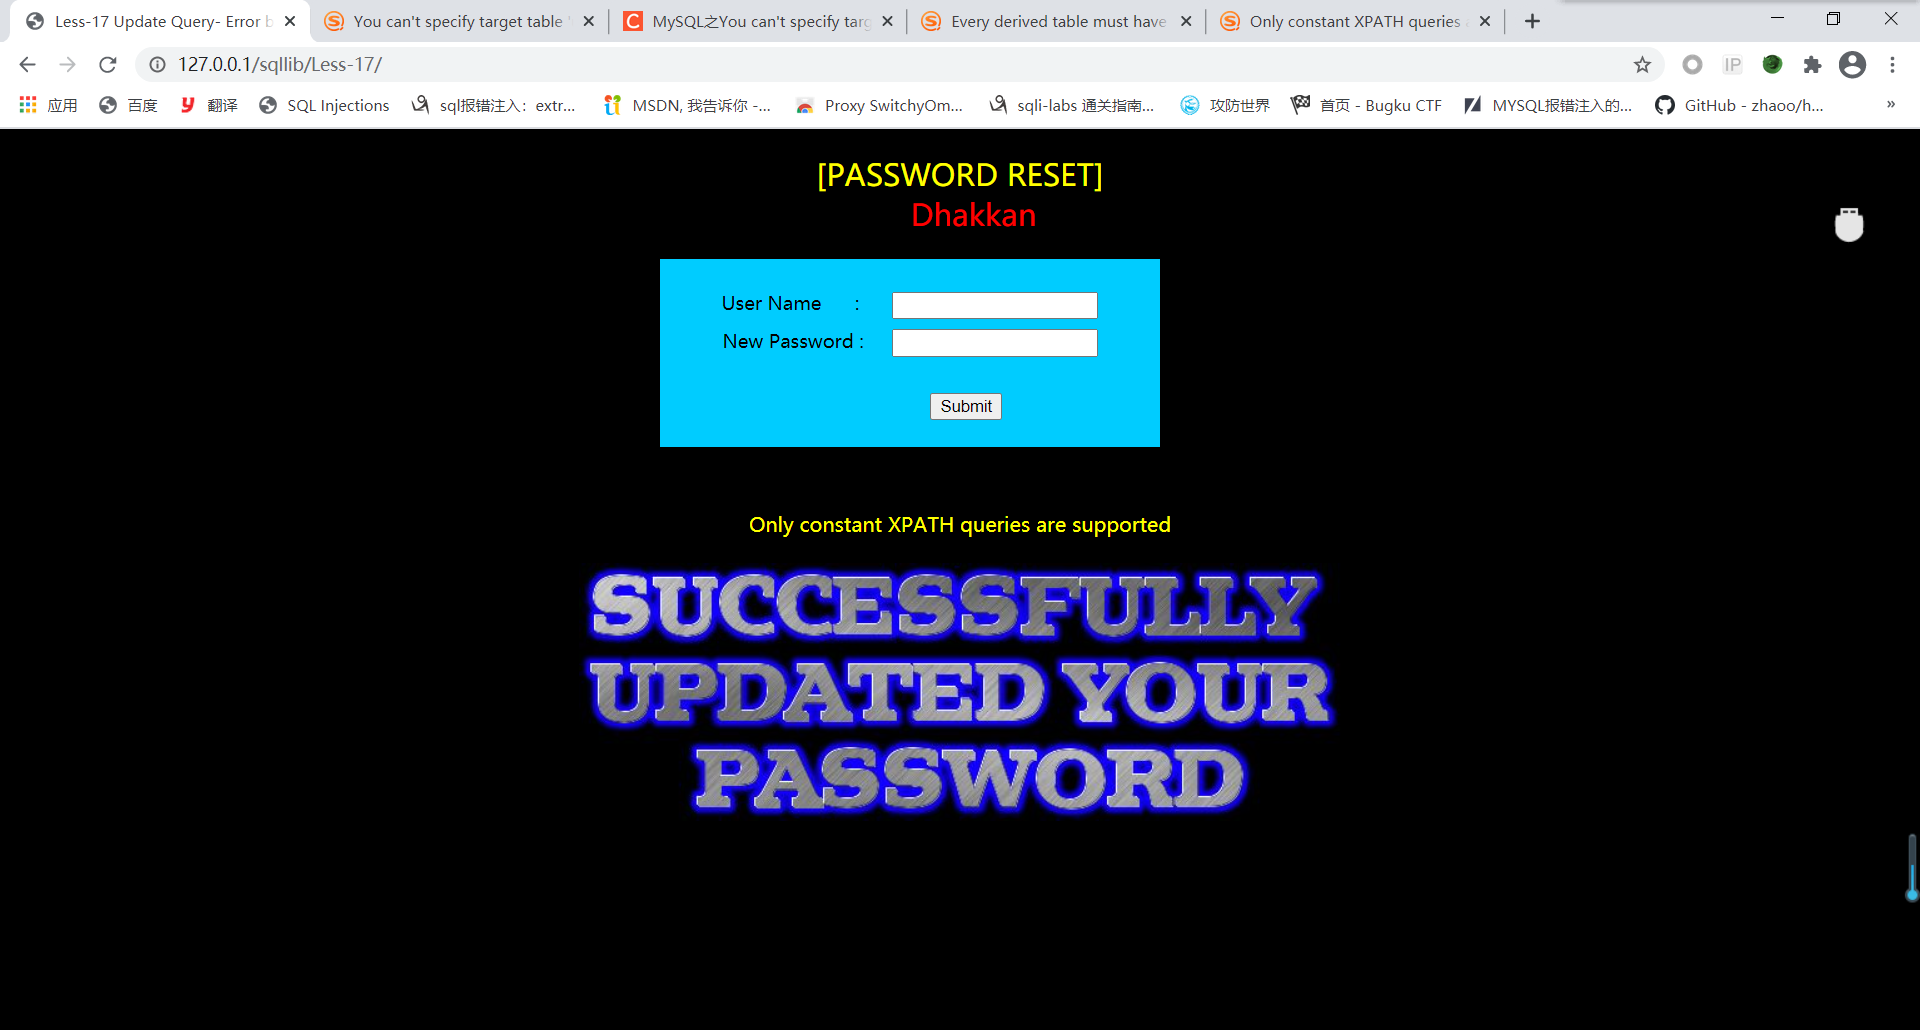 Less-17 Update Query- Error b
You can't specify target table '
MySQL之You can't specify targ
Every derived table must have
Only constant XPATH queries a
127.0.0.1/sqllib/Less-17/
IP
应用
百度
翻译
SQL Injections
sql报错注入：extr...
MSDN, 我告诉你 -...
Proxy SwitchyOm...
sqli-labs 通关指南...
攻防世界
首页 - Bugku CTF
MYSQL报错注入的...
GitHub - zhaoo/h...
»
[PASSWORD RESET]
Dhakkan
User Name :
New Password :
Submit
Only constant XPATH queries are supported
SUCCESSFULLY
UPDATED YOUR
PASSWORD